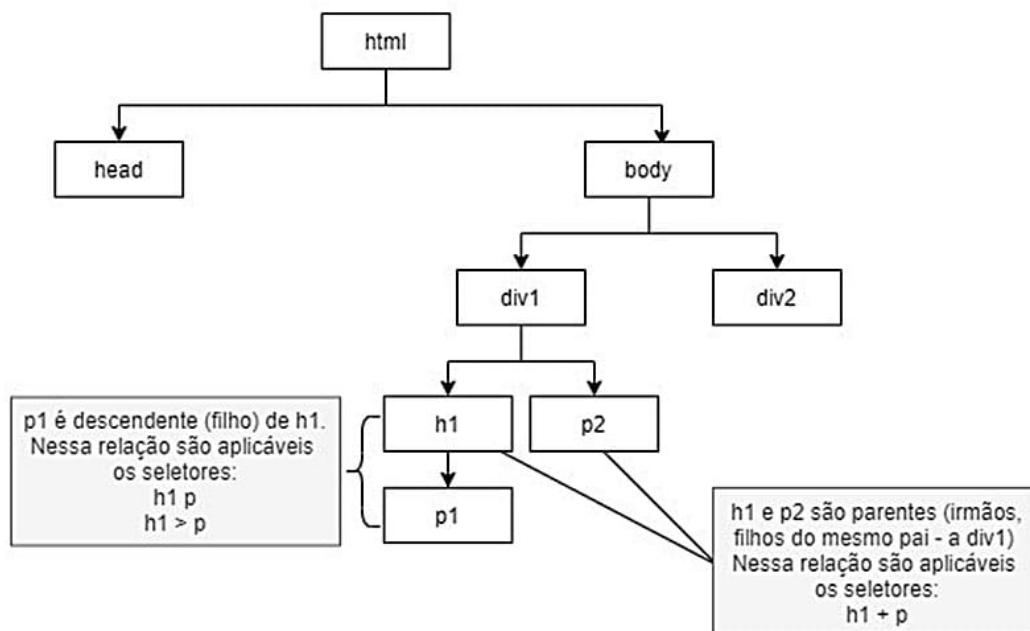 html
head
body
div1
div2
h1
p2
p1
p1 é descendente (filho) de h1.
Nessa relação são aplicáveis
os seletores:
h1 p
h1 > p
h1 e p2 são parentes (irmãos,
filhos do mesmo pai - a div1)
Nessa relação são aplicáveis
os seletores:
h1 + p